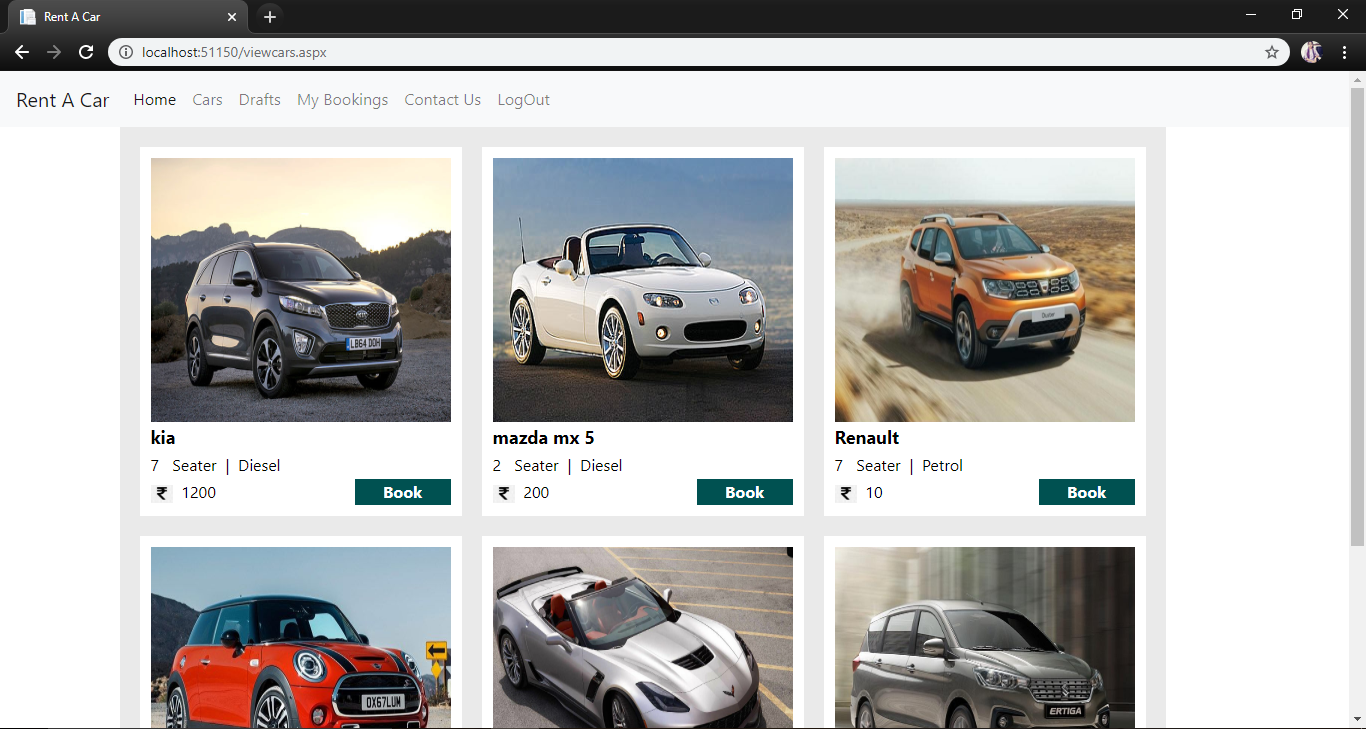 Rent A Car
localhost:51150/viewcars.aspx
Rent A Car Home Cars Drafts My Bookings Contact Us LogOut
LB64 DOH
Duster
kia
mazda mx 5
Renault
7 Seater | Diesel
2 Seater | Diesel
7 Seater | Petrol
₹ 1200 Book
₹ 200 Book
₹ 10 Book
OX67LUM
ERTIGA